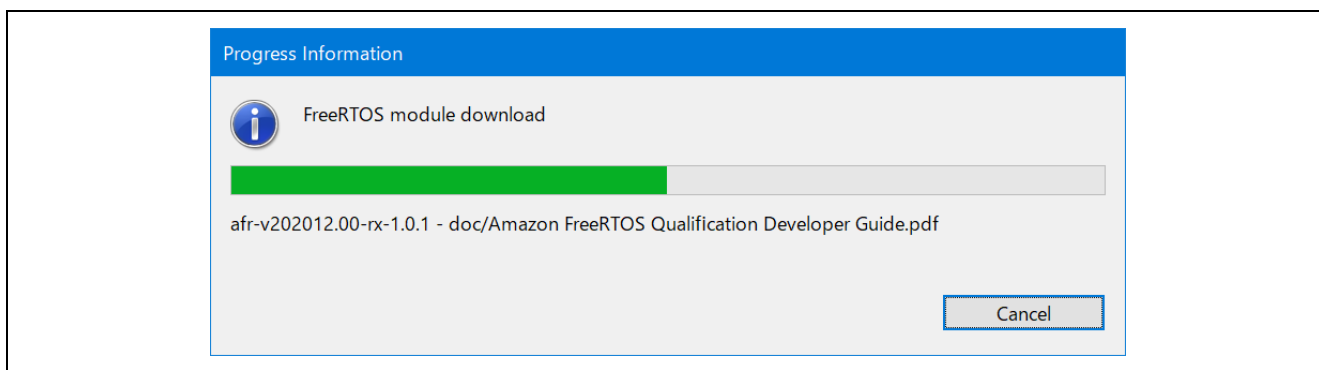 Progress Information
FreeRTOS module download
afr-v202012.00-rx-1.0.1 - doc/Amazon FreeRTOS Qualification Developer Guide.pdf
Cancel